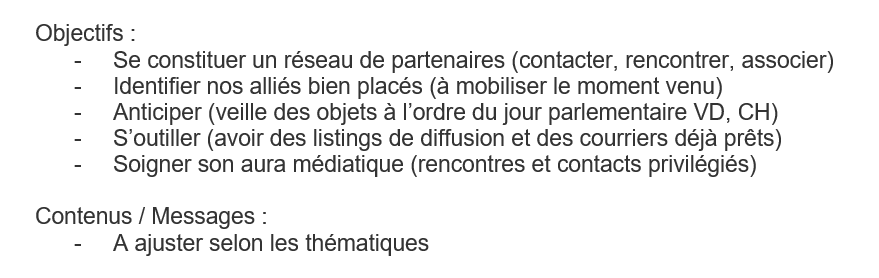 Objectifs :
- Se constituer un réseau de partenaires (contacter, rencontrer, associer)
- Identifier nos alliés bien placés (à mobiliser le moment venu)
- Anticiper (veille des objets à l’ordre du jour parlementaire VD, CH)
- S’outiller (avoir des listings de diffusion et des courriers déjà prêts)
- Soigner son aura médiatique (rencontres et contacts privilégiés)
Contenus / Messages :
- A ajuster selon les thématiques